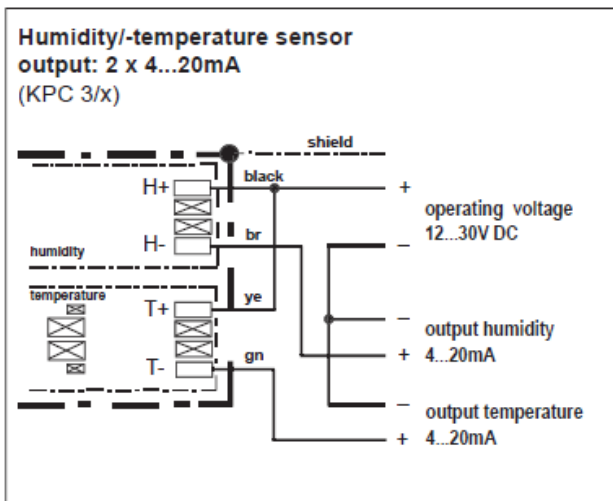 Humidity/-temperature sensor
output: 2 x 4...20mA
(KPC 3/x)
shield
H+
black
+
operating voltage
12...30V DC
H-
br
–
humidity
temperature
T+
ye
–
output humidity
+
4...20mA
T-
gn
–
output temperature
+
4...20mA